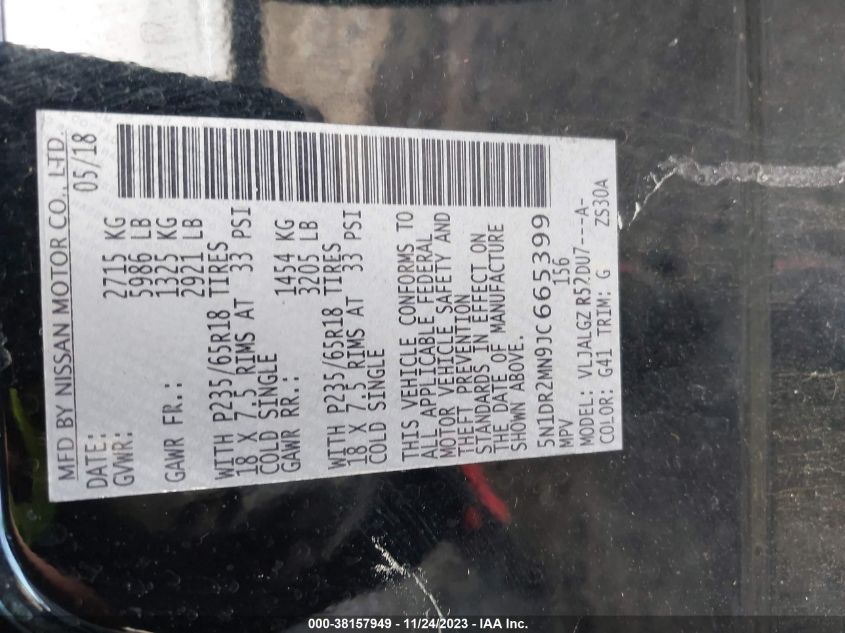 MFD BY NISSAN MOTOR CO., LTD.
DATE: 05/18
GVWR: 2715 KG
5986 LB
GAWR FR.: 1325 KG
2921 LB
WITH P235/65R18 TIRES
18 X 7.5 RIMS AT 33 PSI
COLD SINGLE
GAWR RR.: 1454 KG
3205 LB
WITH P235/65R18 TIRES
18 X 7.5 RIMS AT 33 PSI
COLD SINGLE
THIS VEHICLE CONFORMS TO
ALL APPLICABLE FEDERAL
MOTOR VEHICLE SAFETY AND
THEFT PREVENTION
STANDARDS IN EFFECT ON
THE DATE OF MANUFACTURE
SHOWN ABOVE.
5N1DR2MN9JC665399
MPV 156
MODEL: VLJALGZ R52DU7---A-
COLOR: G41 TRIM: G ZS30A
000-38157949 - 11/24/2023 - IAA Inc.